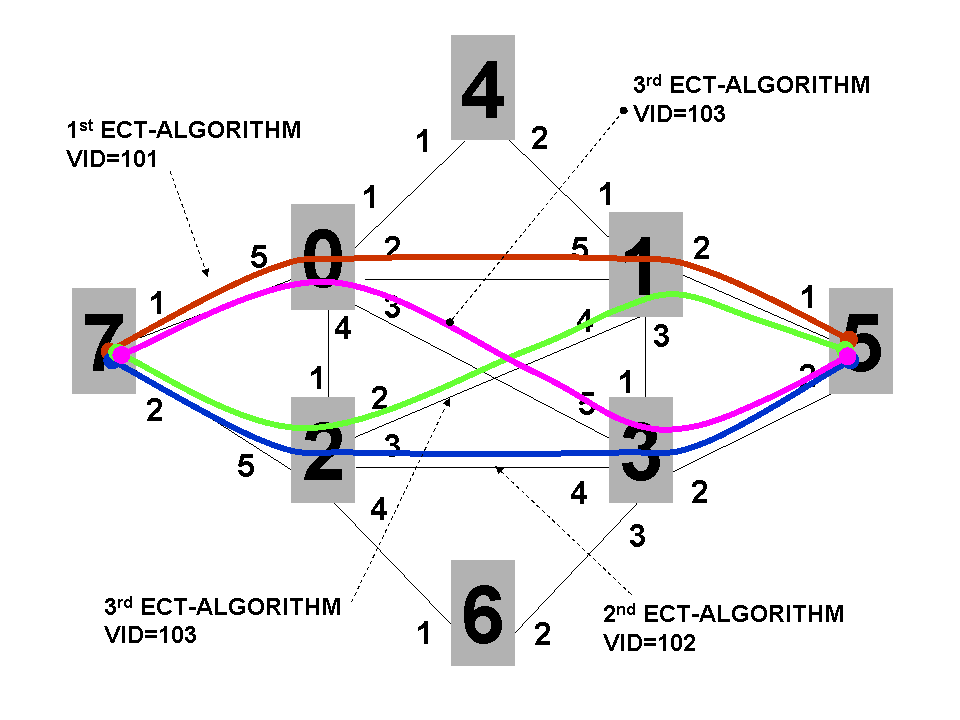 4
3rd ECT-ALGORITHM
VID=103
1st ECT-ALGORITHM
VID=101
1 2
1 1
0 1
5 2 5 2
7 5
1 3 4 1
4 3
1 1 2
2 2 5
2 3
5 3 4 2
4 3
6
3rd ECT-ALGORITHM
VID=103
2nd ECT-ALGORITHM
VID=102
1 2